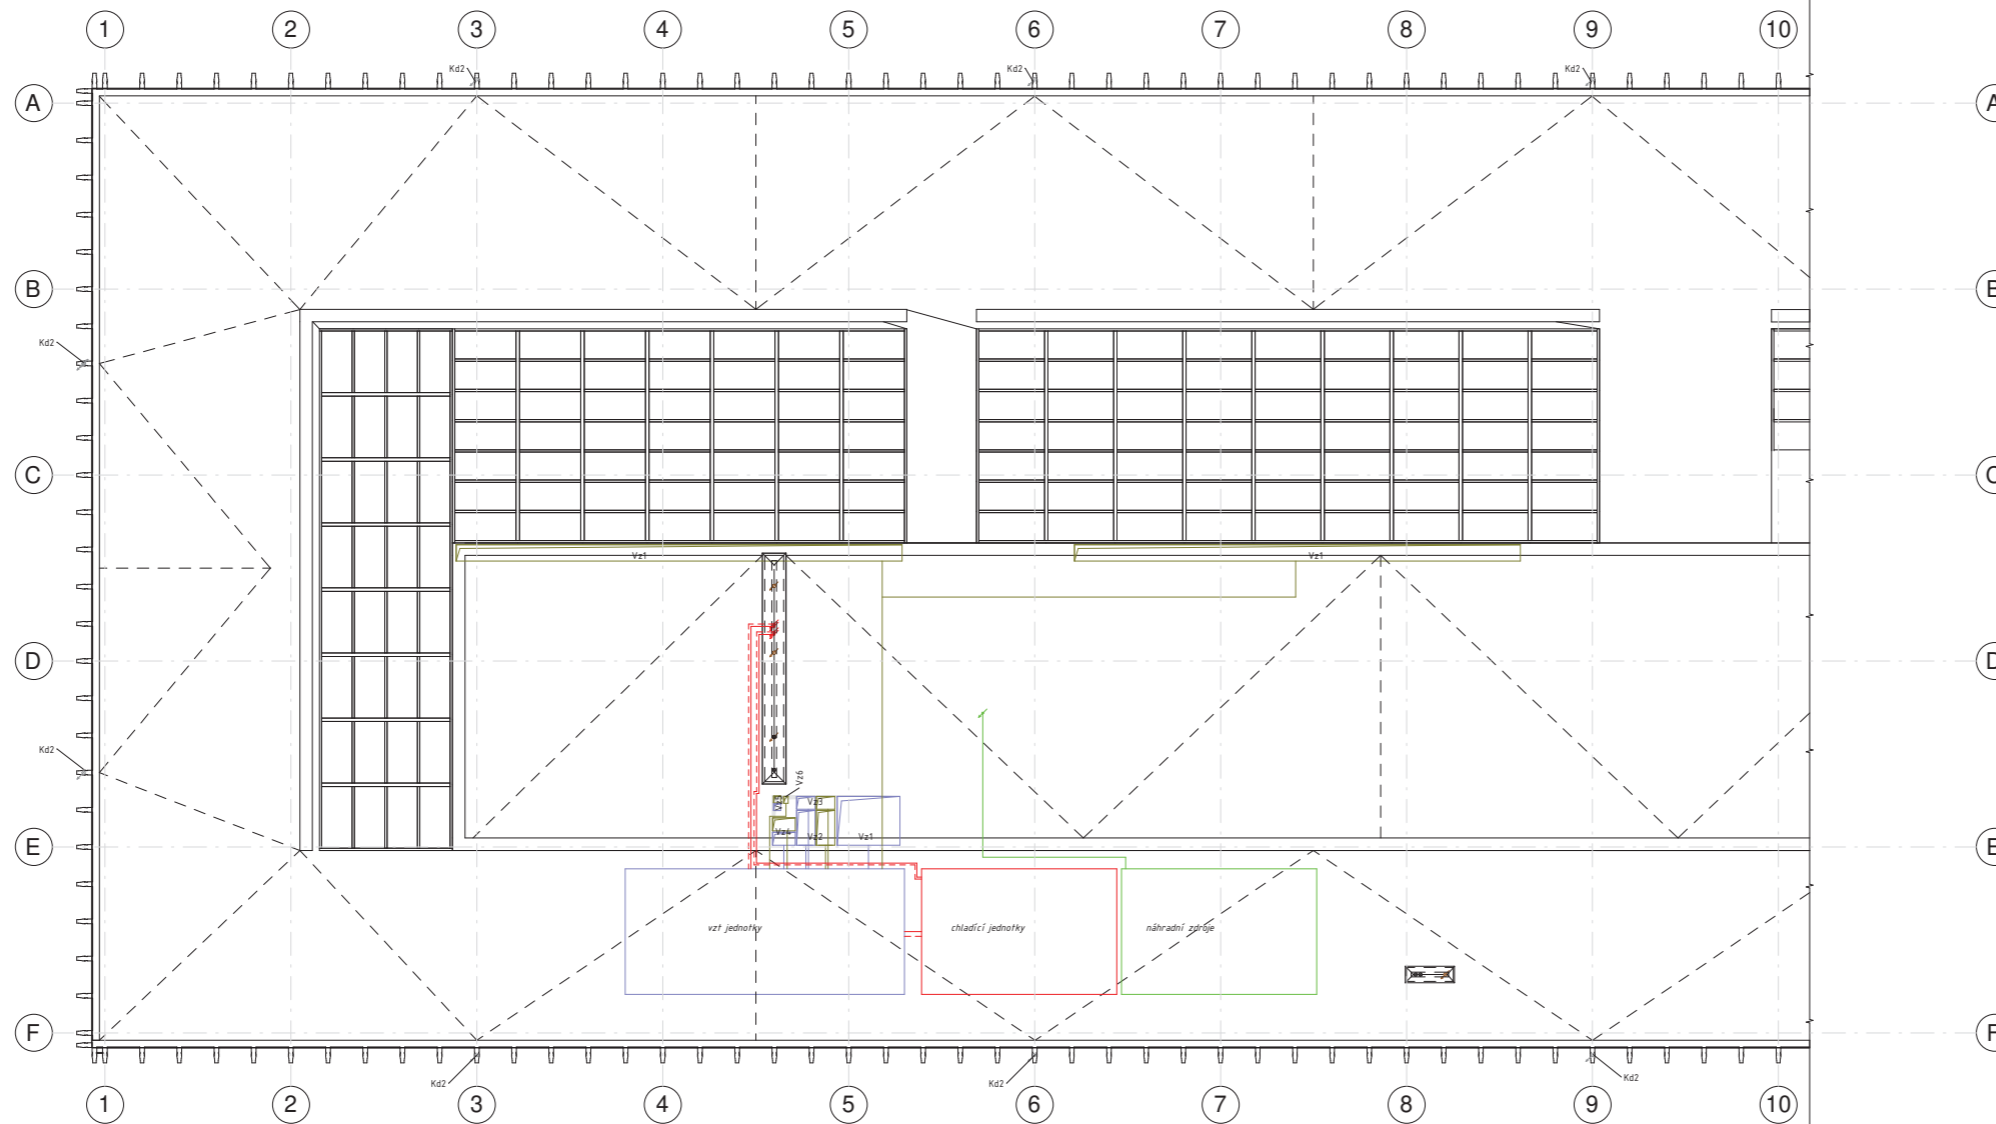 1 2 3 4 5 6 7 8 9 10
Kd2 Kd2 Kd2
A A
B B
Kd2
C C
Vz1 Vz1
D D
Kd2
Vz6
Vz3
Vz4 Vz2 Vz1
E E
vzt jednotky chladící jednotky náhradní zdroje
F F
Kd2 Kd2 Kd2
1 2 3 4 5 6 7 8 9 10